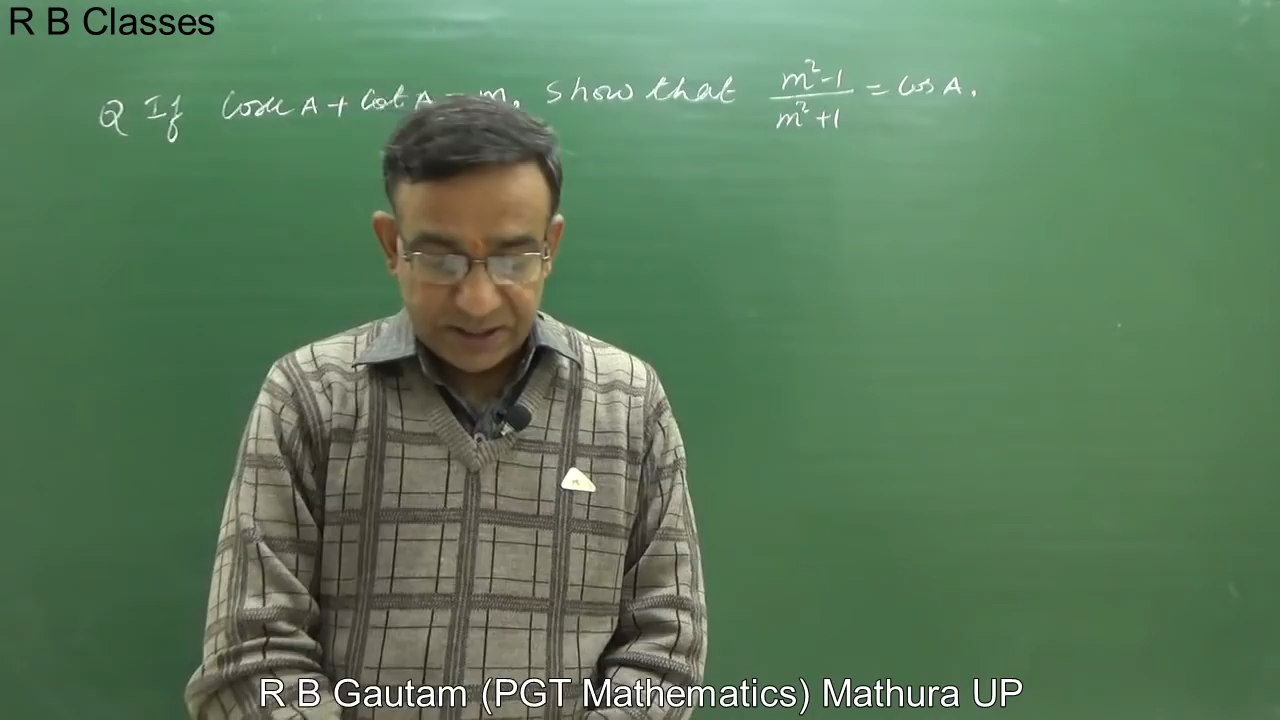 R B Classes
Q If Cosec A + Cot A = m, show that m²-1/m²+1 = Cos A.
R B Gautam (PGT Mathematics) Mathura UP